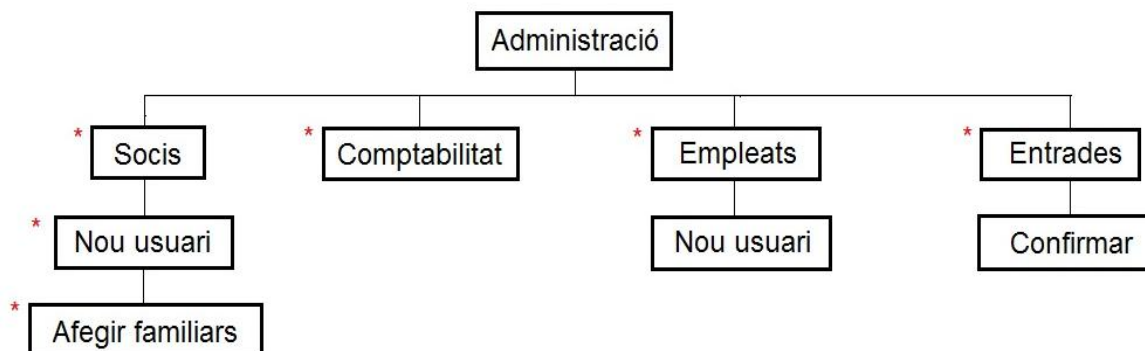 Administració
* Socis
* Comptabilitat
* Empleats
* Entrades
* Nou usuari
Nou usuari
Confirmar
* Afegir familiars